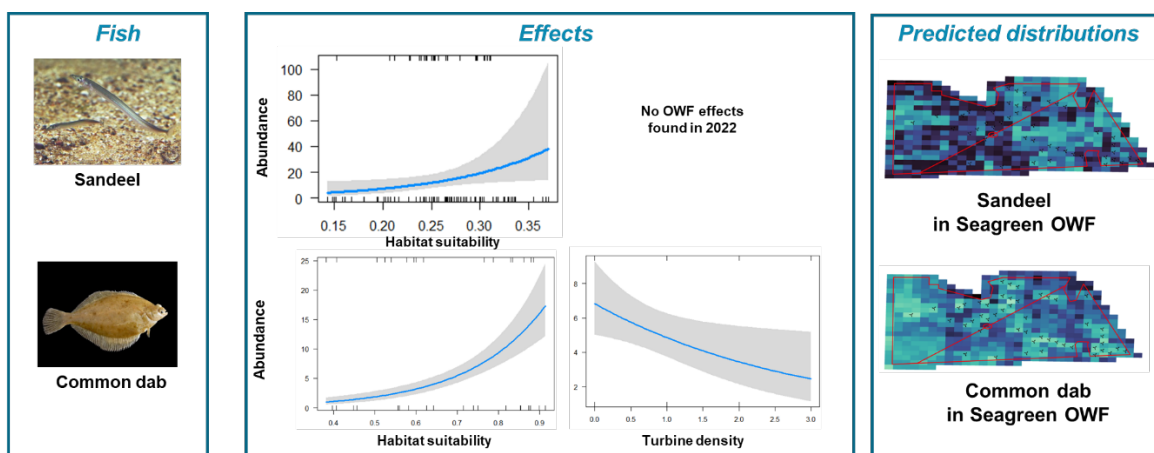 Fish
Sandeel
Common dab
Effects
Abundance
100
80
60
40
20
0
0.15 0.20 0.25 0.30 0.35
Habitat suitability
No OWF effects
found in 2022
Abundance
25
20
15
10
5
0
0.4 0.5 0.6 0.7 0.8 0.9
Habitat suitability
8
6
4
2
0.0 0.5 1.0 1.5 2.0 2.5 3.0
Turbine density
Predicted distributions
Sandeel
in Seagreen OWF
Common dab
in Seagreen OWF